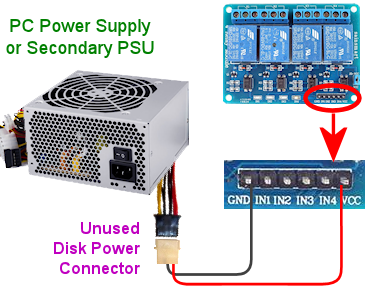 PC Power Supply
or Secondary PSU
Unused
Disk Power
Connector
GND IN1 IN2 IN3 IN4 VCC